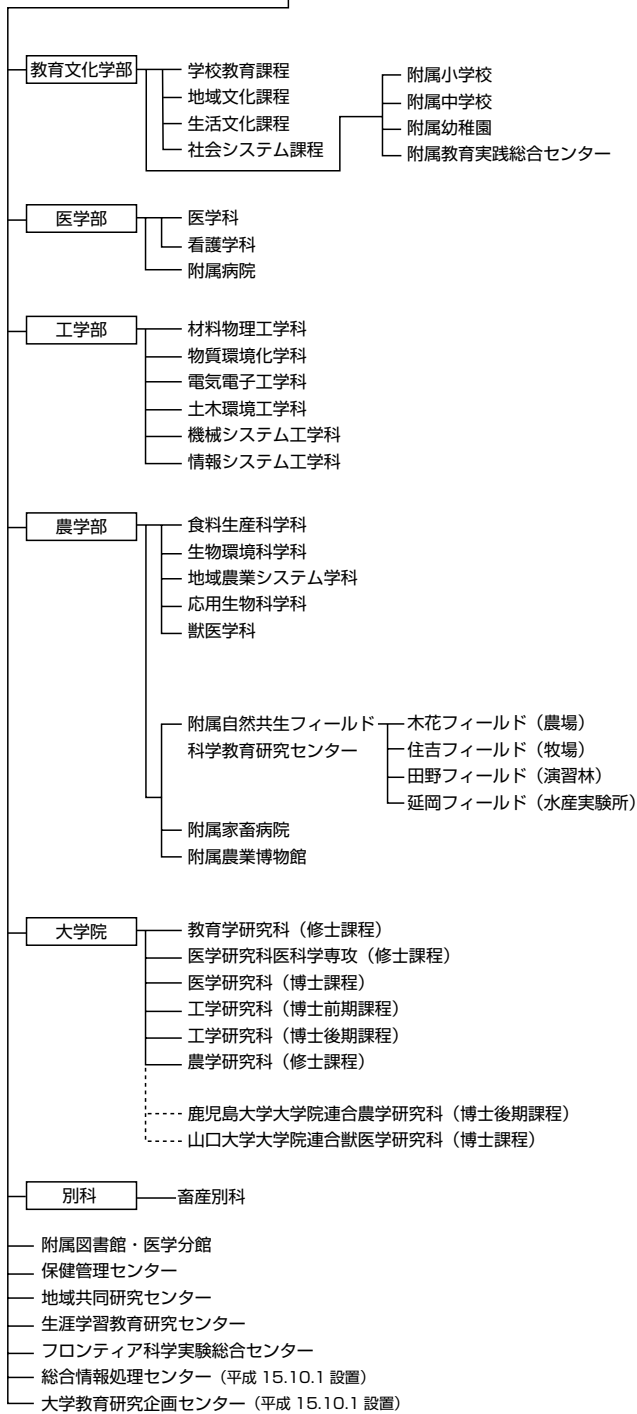 教育文化学部
学校教育課程
地域文化課程
生活文化課程
社会システム課程
附属小学校
附属中学校
附属幼稚園
附属教育実践総合センター
医学部
医学科
看護学科
附属病院
工学部
材料物理工学科
物質環境化学科
電気電子工学科
土木環境工学科
機械システム工学科
情報システム工学科
農学部
食料生産科学科
生物環境科学科
地域農業システム学科
応用生物科学科
獣医学科
附属自然共生フィールド
科学教育研究センター
木花フィールド（農場）
住吉フィールド（牧場）
田野フィールド（演習林）
延岡フィールド（水産実験所）
附属家畜病院
附属農業博物館
大学院
教育学研究科（修士課程）
医学研究科医科学専攻（修士課程）
医学研究科（博士課程）
工学研究科（博士前期課程）
工学研究科（博士後期課程）
農学研究科（修士課程）
鹿児島大学大学院連合農学研究科（博士後期課程）
山口大学大学院連合獣医学研究科（博士課程）
別科
畜産別科
附属図書館・医学分館
保健管理センター
地域共同研究センター
生涯学習教育研究センター
フロンティア科学実験総合センター
総合情報処理センター（平成 15.10.1 設置）
大学教育研究企画センター（平成 15.10.1 設置）